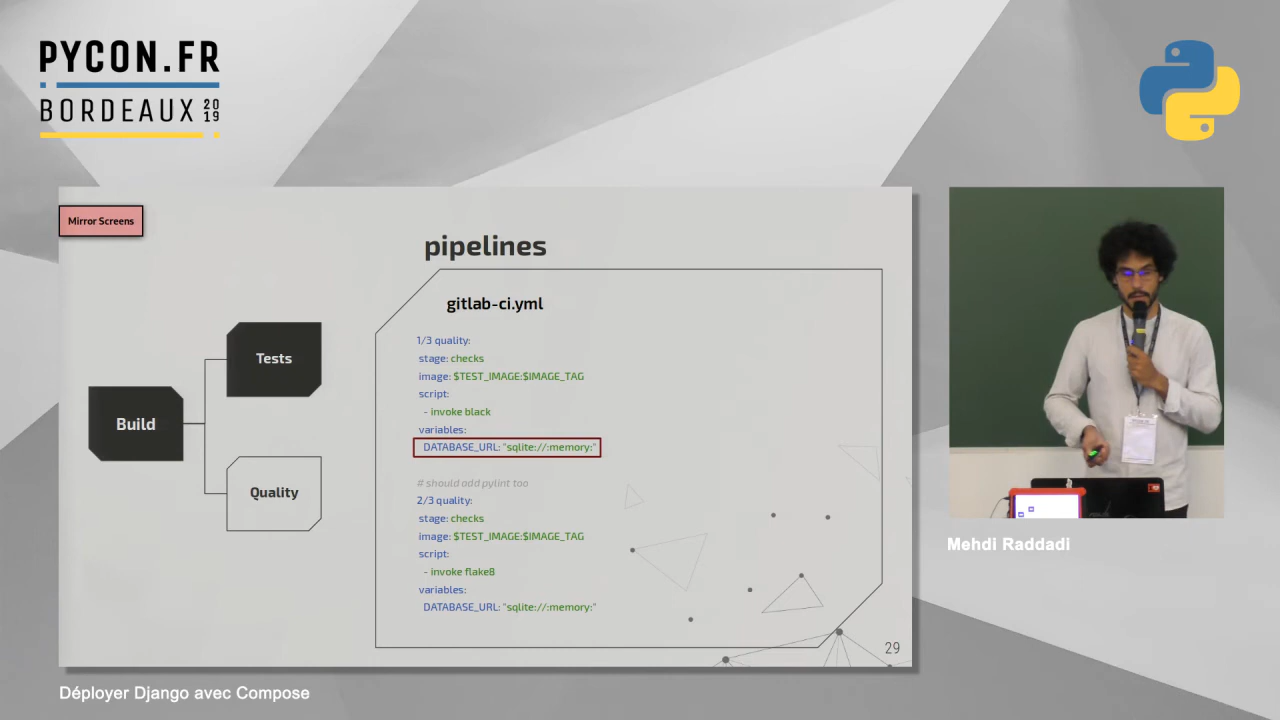 PYCON.FR
BORDEAUX 2019
Mirror Screens
pipelines
gitlab-ci.yml
1/3 quality:
stage: checks
image: $TEST_IMAGE:$IMAGE_TAG
script:
- invoke black
variables:
DATABASE_URL: "sqlite://:memory:"
# should add pylint too
2/3 quality:
stage: checks
image: $TEST_IMAGE:$IMAGE_TAG
script:
- invoke flake8
variables:
DATABASE_URL: "sqlite://:memory:"
Tests
Build
Quality
29
Mehdi Raddadi
Déployer Django avec Compose